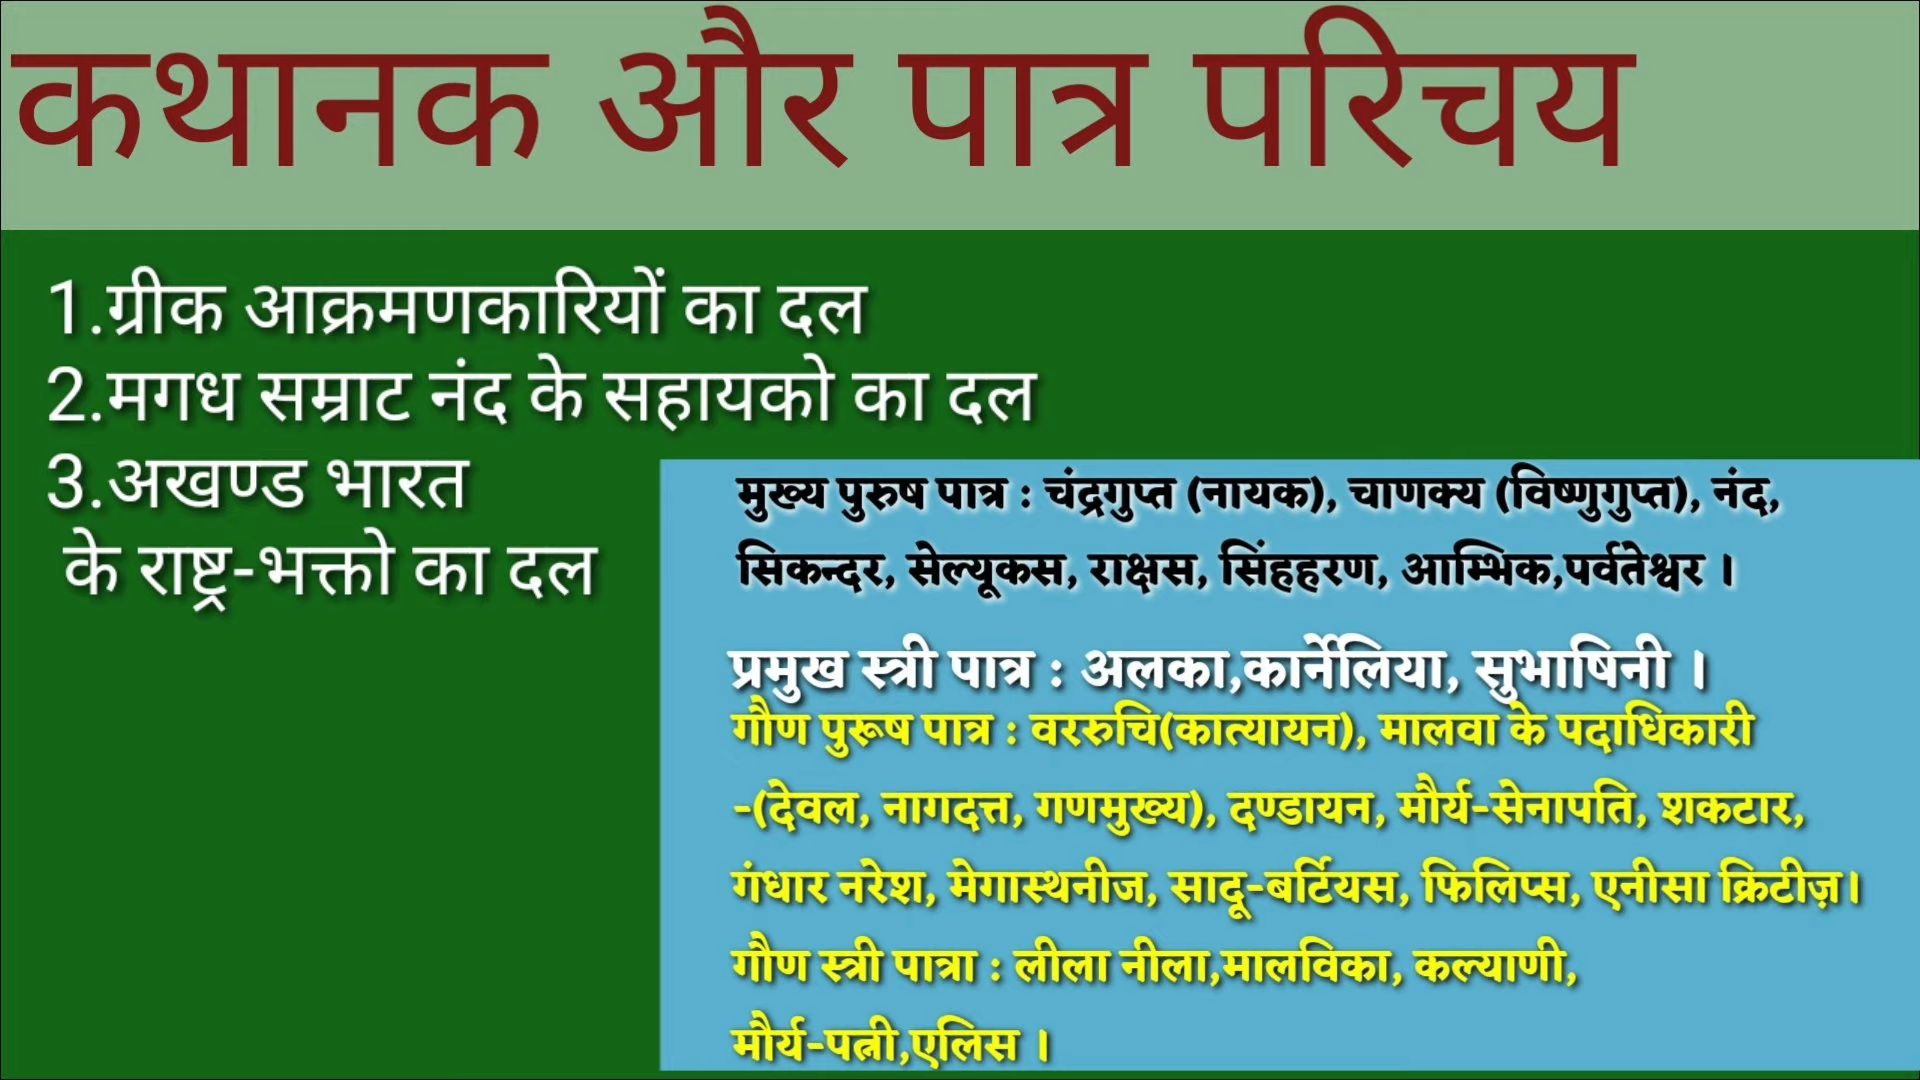 कथानक और पात्र परिचय
1.ग्रीक आक्रमणकारियों का दल
2.मगध सम्राट नंद के सहायको का दल
3.अखण्ड भारत
के राष्ट्र-भक्तो का दल
मुख्य पुरुष पात्र : चंद्रगुप्त (नायक), चाणक्य (विष्णुगुप्त), नंद,
सिकन्दर, सेल्यूकस, राक्षस, सिंहहरण, आम्भिक,पर्वतेश्वर ।
प्रमुख स्त्री पात्र : अलका,कार्नेलिया, सुभाषिनी ।
गौण पुरूष पात्र : वररुचि(कात्यायन), मालवा के पदाधिकारी
-(देवल, नागदत्त, गणमुख्य), दण्डायन, मौर्य-सेनापति, शकटार,
गंधार नरेश, मेगास्थनीज, सादू-बर्टियस, फिलिप्स, एनीसा क्रिटीज़।
गौण स्त्री पात्रा : लीला नीला,मालविका, कल्याणी,
मौर्य-पत्नी,एलिस ।